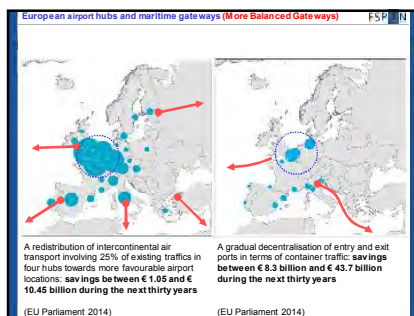 European airport hubs and maritime gateways (More Balanced Gateways)
A redistribution of intercontinental air
transport involving 25% of existing traffics in
four hubs towards more favourable airport
locations: savings between € 1.05 and €
10.45 billion during the next thirty years
(EU Parliament 2014)
A gradual decentralisation of entry and exit
ports in terms of container traffic: savings
between € 8.3 billion and € 43.7 billion
during the next thirty years
(EU Parliament 2014)